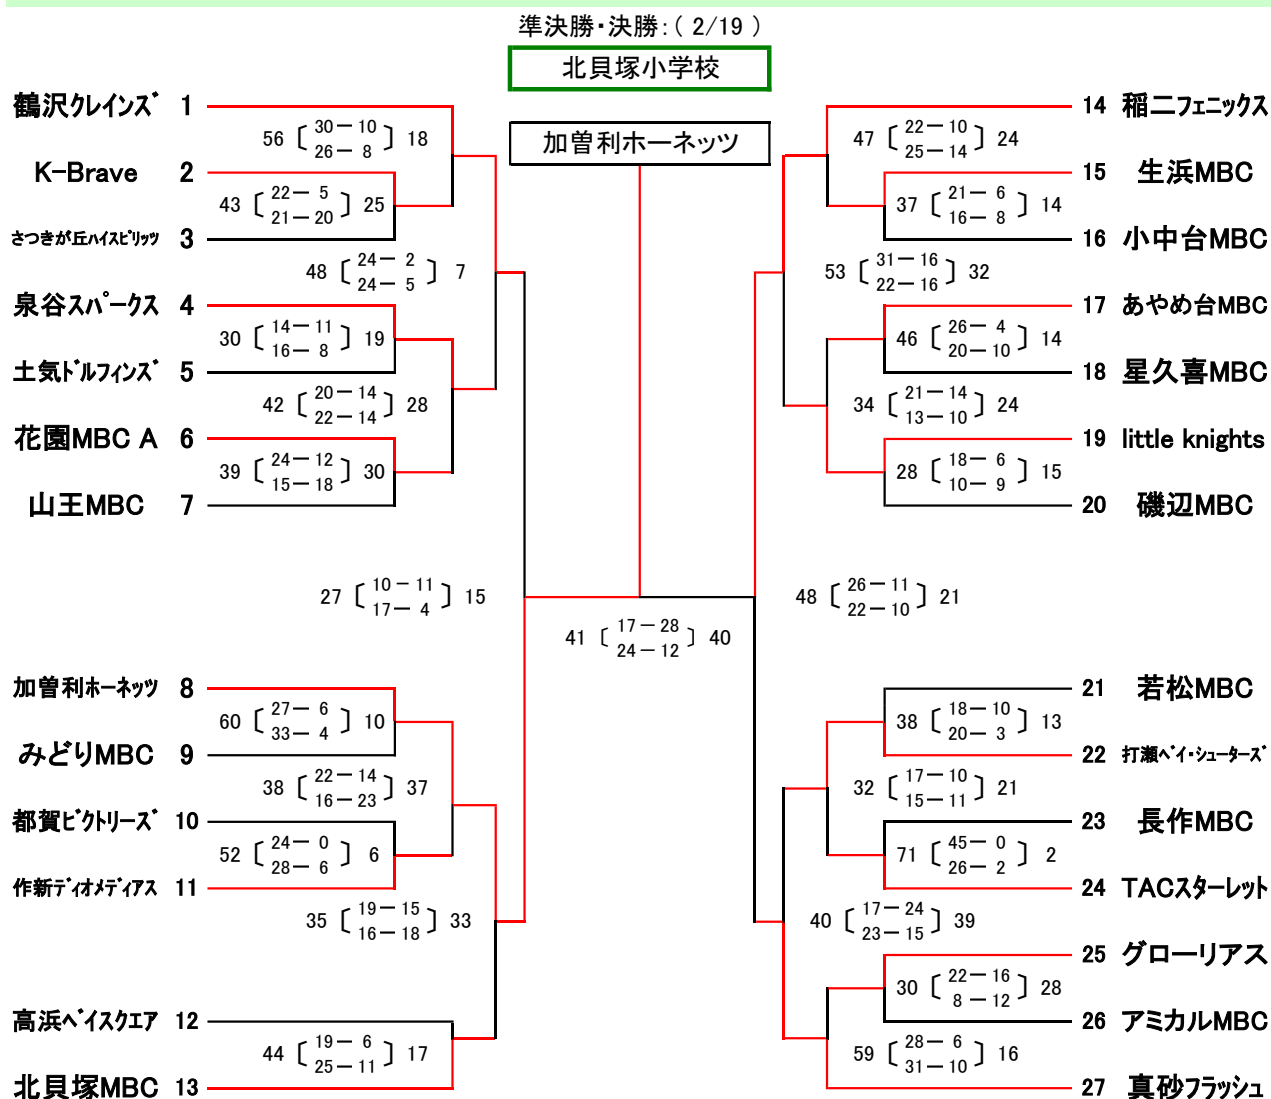 準決勝・決勝:( 2/19 )
北貝塚小学校
加曽利ホーネッツ
鶴沢クレインズ 1
56 〔 30－10 26－ 8 〕 18
K-Brave 2
43 〔 22－ 5 21－20 〕 25
さつきが丘ハイスピリッツ 3
48 〔 24－ 2 24－ 5 〕 7
泉谷スパークス 4
30 〔 14－11 16－ 8 〕 19
土気ドルフィンズ 5
42 〔 20－14 22－14 〕 28
花園MBC A 6
39 〔 24－12 15－18 〕 30
山王MBC 7
27 〔 10－11 17－ 4 〕 15
加曽利ホーネッツ 8
60 〔 27－ 6 33－ 4 〕 10
みどりMBC 9
38 〔 22－14 16－23 〕 37
都賀ビクトリーズ 10
52 〔 24－ 0 28－ 6 〕 6
作新ディオメディアス 11
35 〔 19－15 16－18 〕 33
高浜ベイスクエア 12
44 〔 19－ 6 25－11 〕 17
北貝塚MBC 13
41 〔 17－28 24－12 〕 40
14 稲二フェニックス
47 〔 22－10 25－14 〕 24
15 生浜MBC
37 〔 21－ 6 16－ 8 〕 14
16 小中台MBC
53 〔 31－16 22－16 〕 32
17 あやめ台MBC
46 〔 26－ 4 20－10 〕 14
18 星久喜MBC
34 〔 21－14 13－10 〕 24
19 little knights
28 〔 18－ 6 10－ 9 〕 15
20 磯辺MBC
48 〔 26－11 22－10 〕 21
21 若松MBC
38 〔 18－10 20－ 3 〕 13
22 打瀬ベイ・シューターズ
32 〔 17－10 15－11 〕 21
23 長作MBC
71 〔 45－ 0 26－ 2 〕 2
24 TACスターレット
40 〔 17－24 23－15 〕 39
25 グローリアス
30 〔 22－16 8－12 〕 28
26 アミカルMBC
59 〔 28－ 6 31－10 〕 16
27 真砂フラッシュ